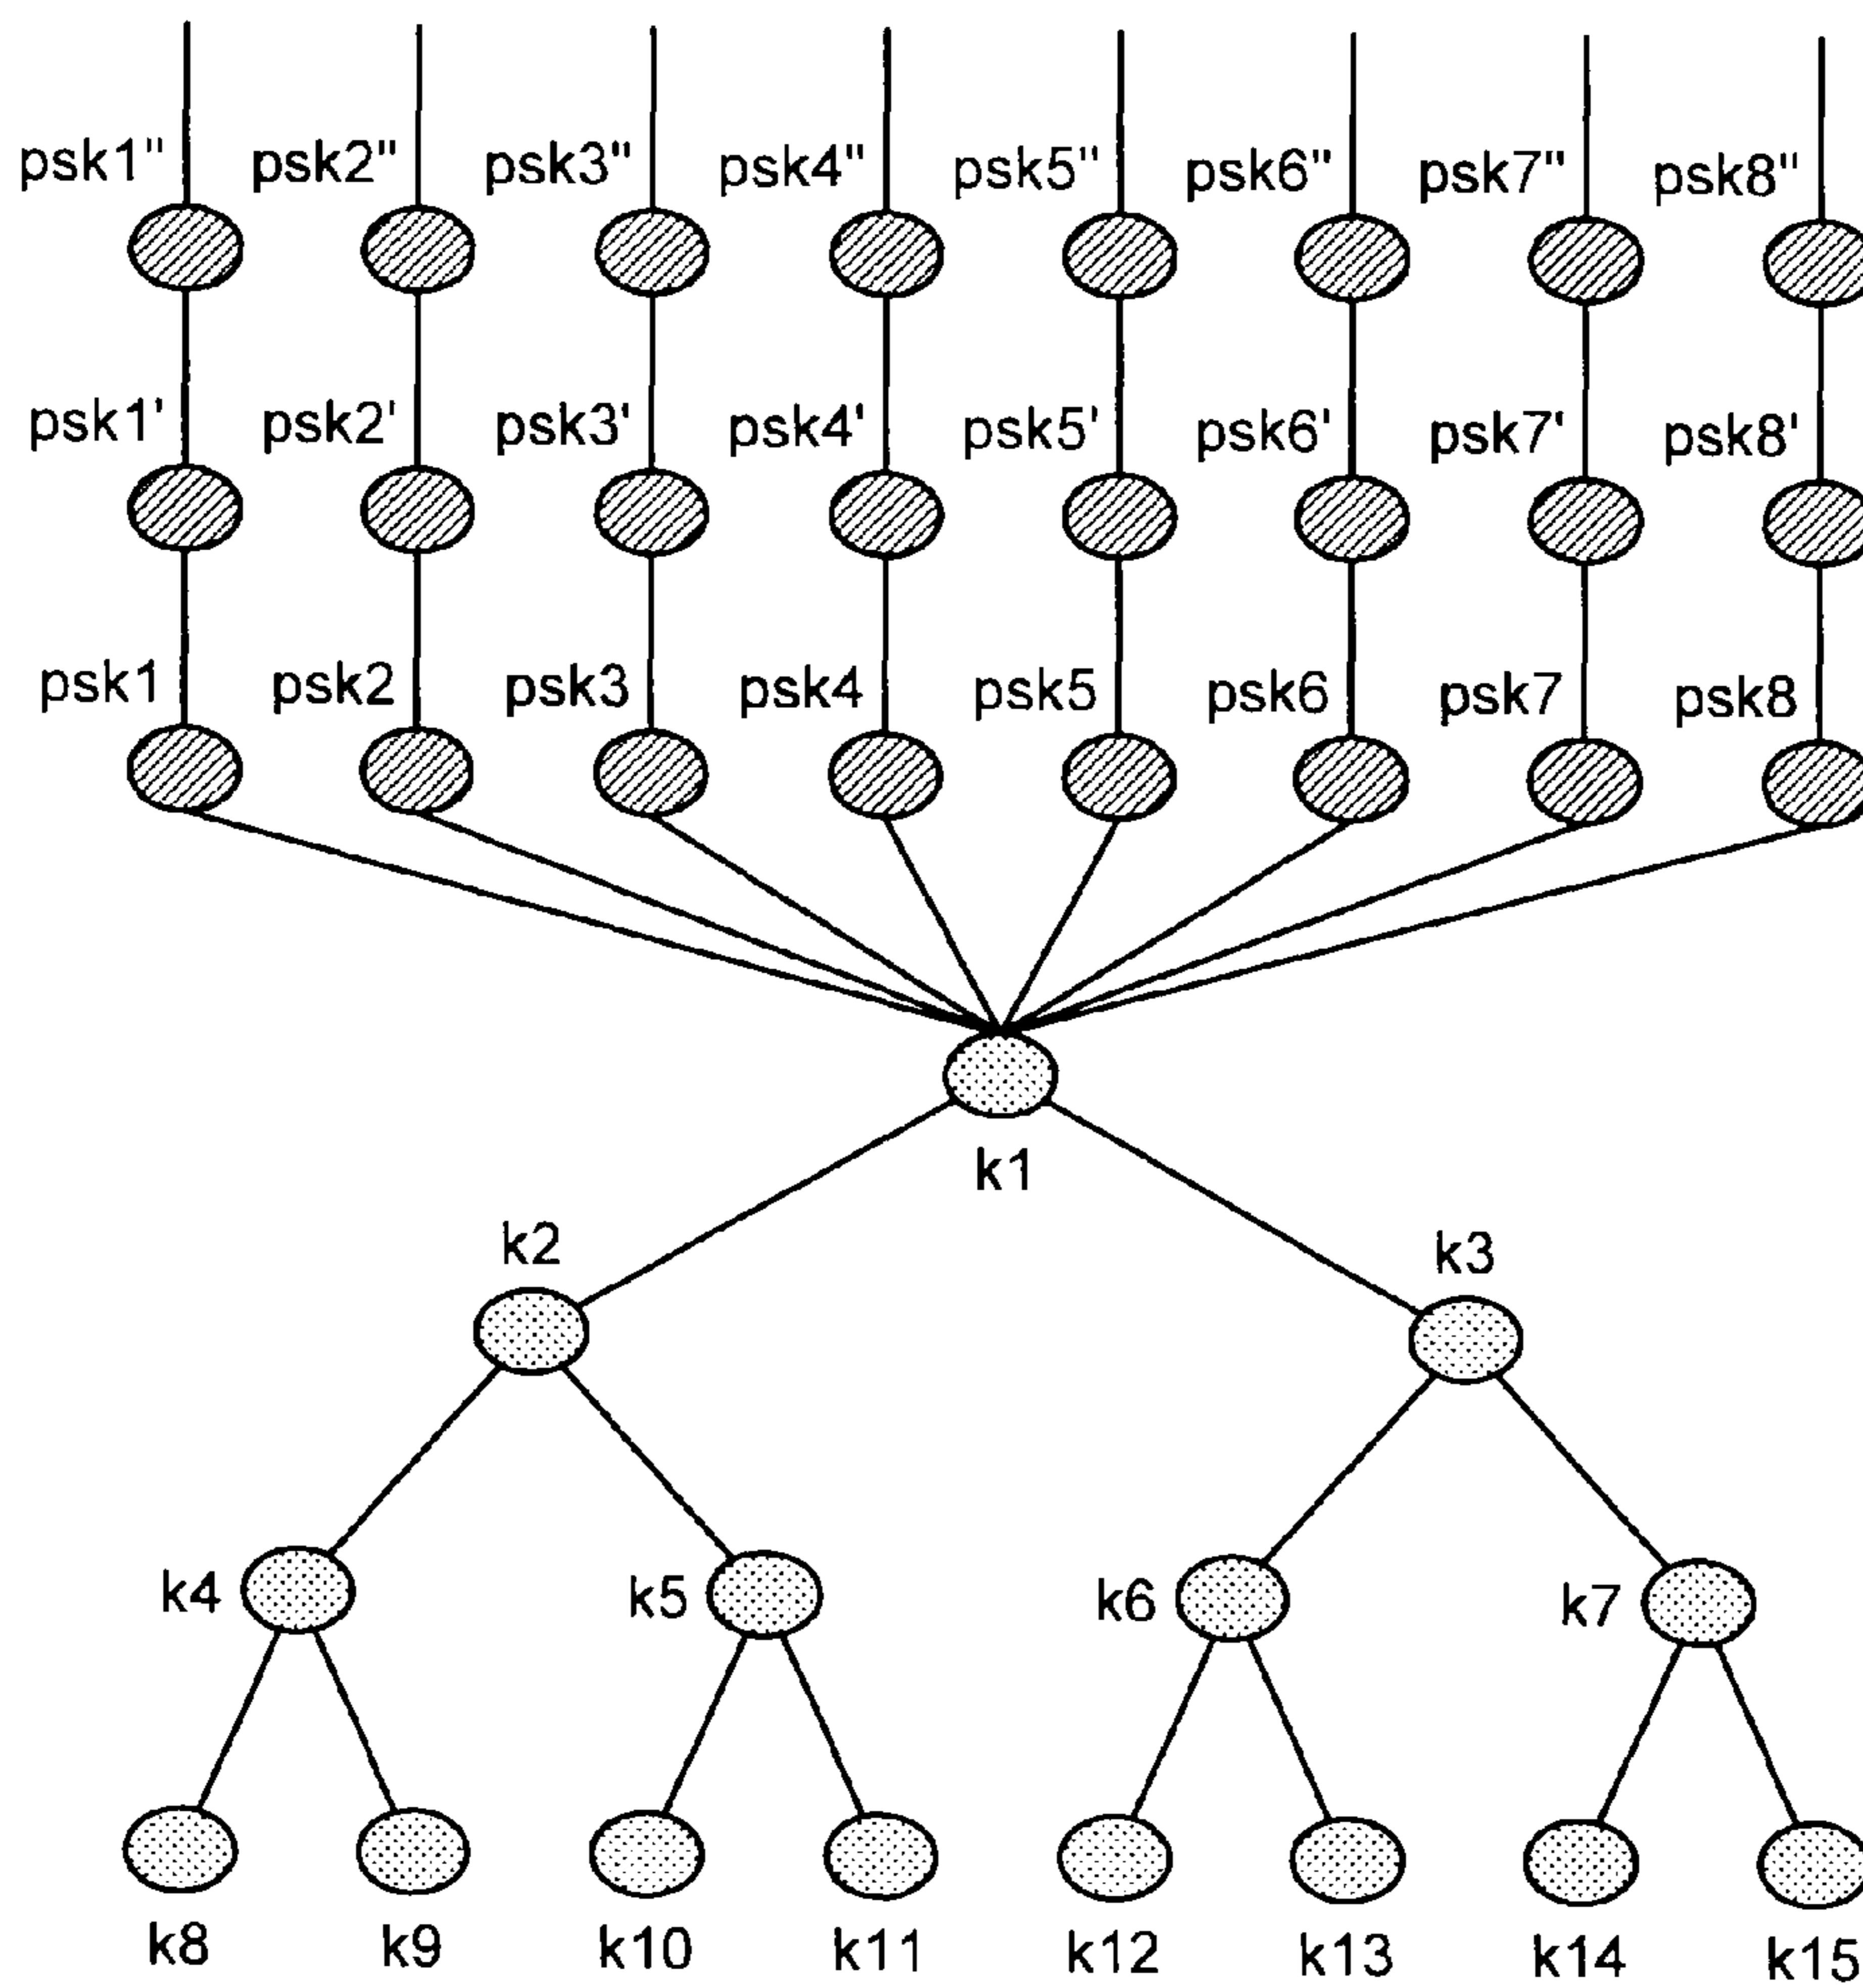 psk1" psk2" psk3" psk4" psk5" psk6" psk7" psk8"
psk1' psk2' psk3' psk4' psk5' psk6' psk7' psk8'
psk1 psk2 psk3 psk4 psk5 psk6 psk7 psk8
k1
k2 k3
k4 k5 k6 k7
k8 k9 k10 k11 k12 k13 k14 k15